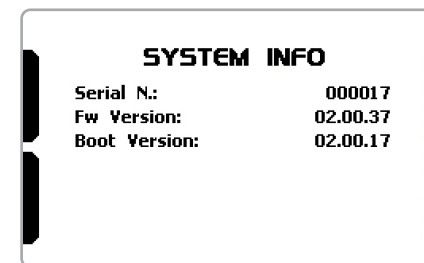 SYSTEM INFO
Serial N.: 000017
Fw Version: 02.00.37
Boot Version: 02.00.17